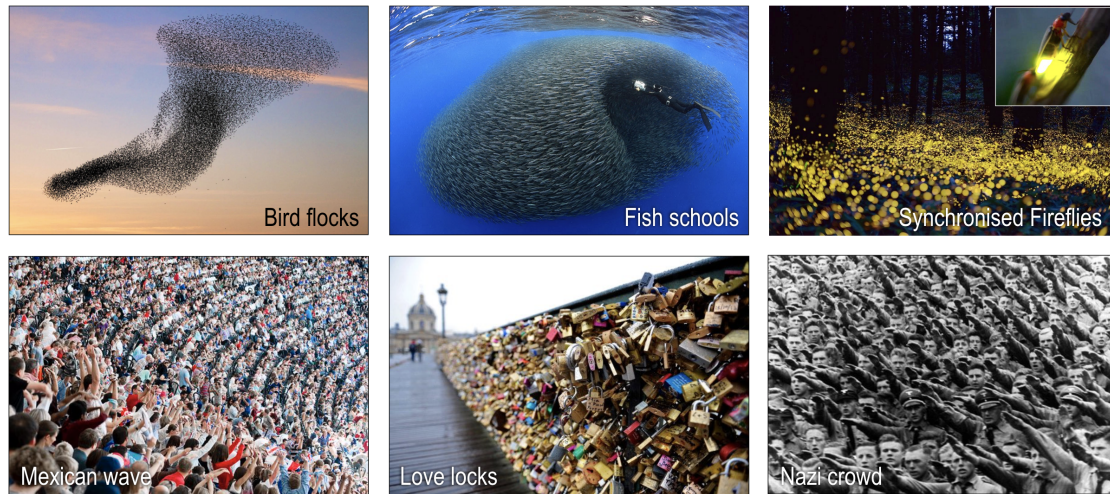 Bird flocks
Fish schools
Synchronised Fireflies
Mexican wave
Love locks
Nazi crowd